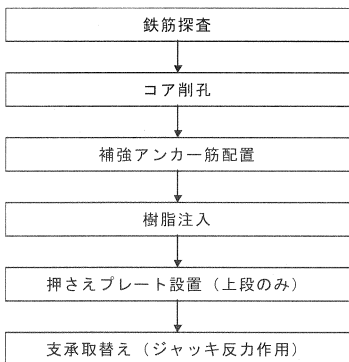 鉄筋探査
コア削孔
補強アンカー筋配置
樹脂注入
押さえプレート設置（上段のみ）
支承取替え（ジャッキ反力作用）